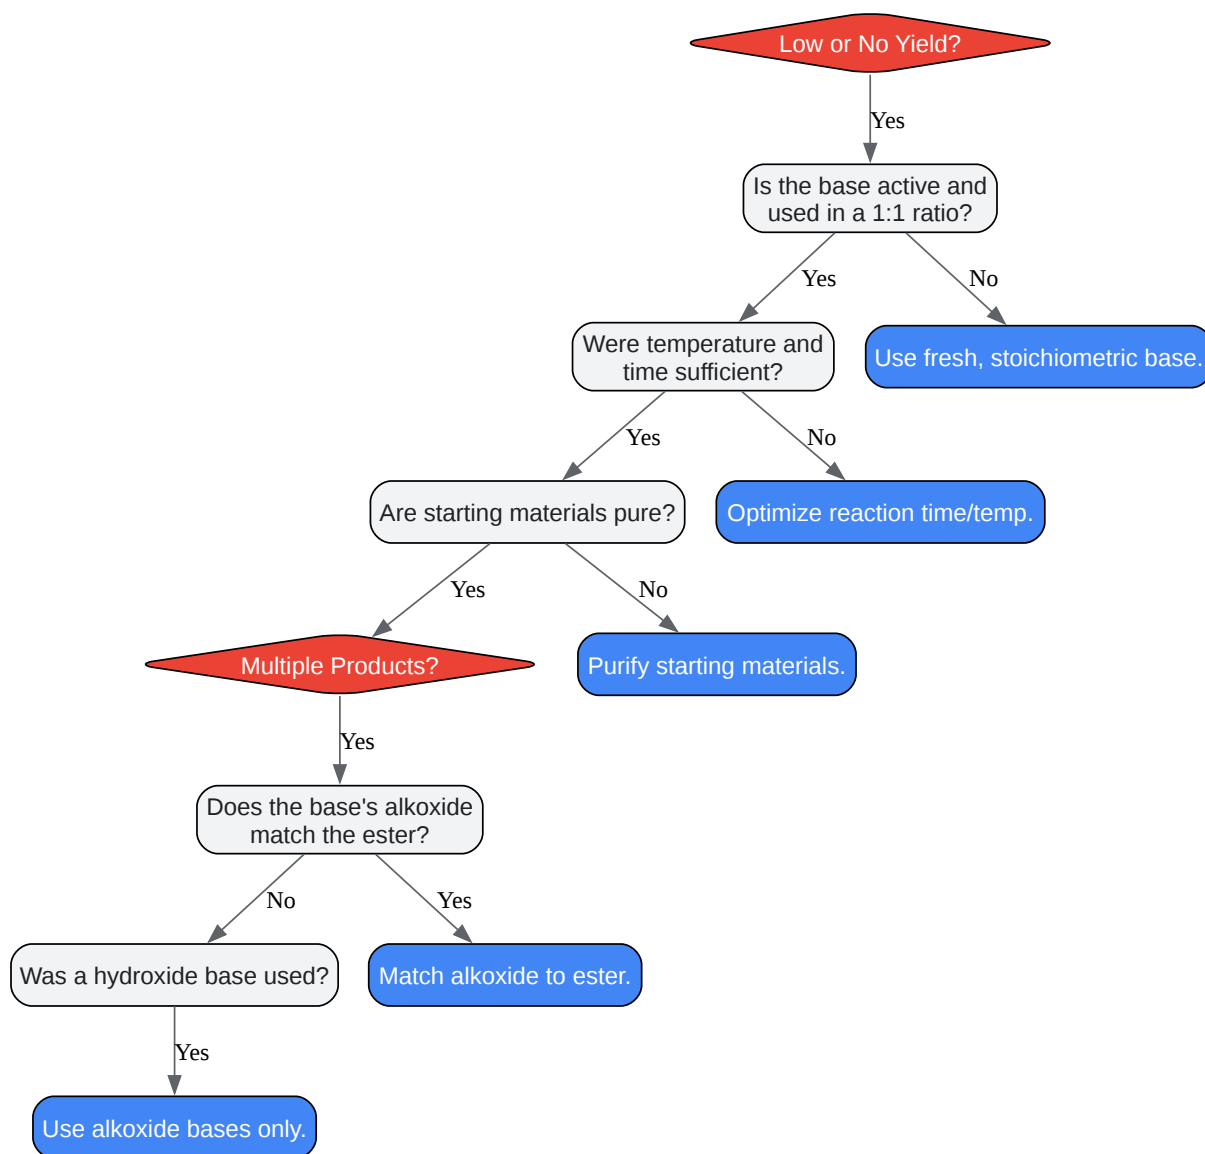 Low or No Yield?
Yes
Is the base active and
used in a 1:1 ratio?
Yes
No
Were temperature and
time sufficient?
Use fresh, stoichiometric base.
Yes
No
Are starting materials pure?
Optimize reaction time/temp.
Yes
No
Multiple Products?
Purify starting materials.
Yes
Does the base's alkoxide
match the ester?
No
Yes
Was a hydroxide base used?
Match alkoxide to ester.
Yes
Use alkoxide bases only.